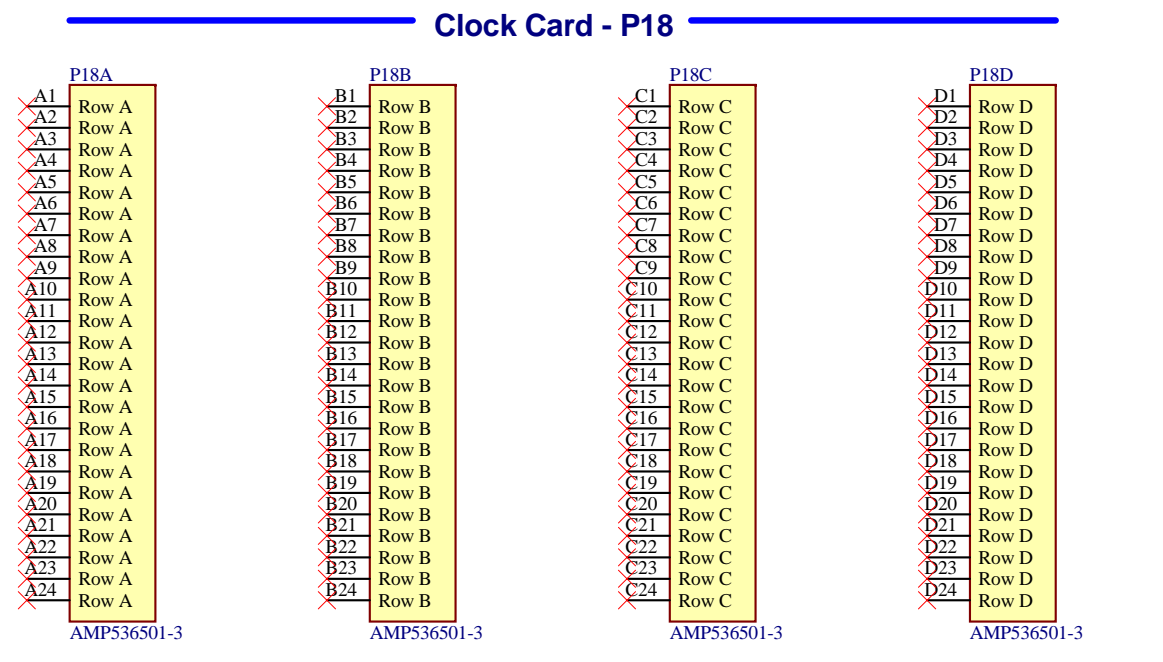 Clock Card - P18
P18A P18B P18C P18D
A1 Row A B1 Row B C1 Row C D1 Row D
A2 Row A B2 Row B C2 Row C D2 Row D
A3 Row A B3 Row B C3 Row C D3 Row D
A4 Row A B4 Row B C4 Row C D4 Row D
A5 Row A B5 Row B C5 Row C D5 Row D
A6 Row A B6 Row B C6 Row C D6 Row D
A7 Row A B7 Row B C7 Row C D7 Row D
A8 Row A B8 Row B C8 Row C D8 Row D
A9 Row A B9 Row B C9 Row C D9 Row D
A10 Row A B10 Row B C10 Row C D10 Row D
A11 Row A B11 Row B C11 Row C D11 Row D
A12 Row A B12 Row B C12 Row C D12 Row D
A13 Row A B13 Row B C13 Row C D13 Row D
A14 Row A B14 Row B C14 Row C D14 Row D
A15 Row A B15 Row B C15 Row C D15 Row D
A16 Row A B16 Row B C16 Row C D16 Row D
A17 Row A B17 Row B C17 Row C D17 Row D
A18 Row A B18 Row B C18 Row C D18 Row D
A19 Row A B19 Row B C19 Row C D19 Row D
A20 Row A B20 Row B C20 Row C D20 Row D
A21 Row A B21 Row B C21 Row C D21 Row D
A22 Row A B22 Row B C22 Row C D22 Row D
A23 Row A B23 Row B C23 Row C D23 Row D
A24 Row A B24 Row B C24 Row C D24 Row D
AMP536501-3 AMP536501-3 AMP536501-3 AMP536501-3